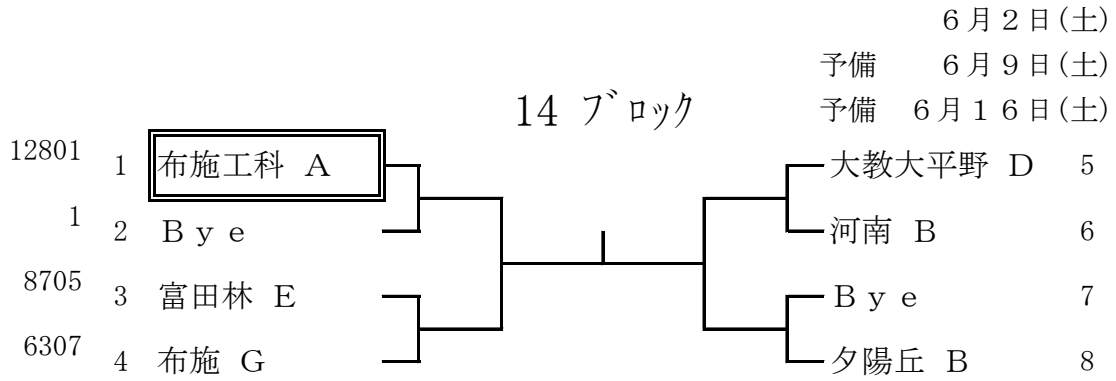 ６月２日(土)
予備　６月９日(土)
予備　６月１６日(土)
14 ﾌﾞﾛｯｸ
12801 1 布施工科 A 大教大平野 D 5
1 2 Ｂｙｅ 河南 B 6
8705 3 富田林 E Ｂｙｅ 7
6307 4 布施 G 夕陽丘 B 8